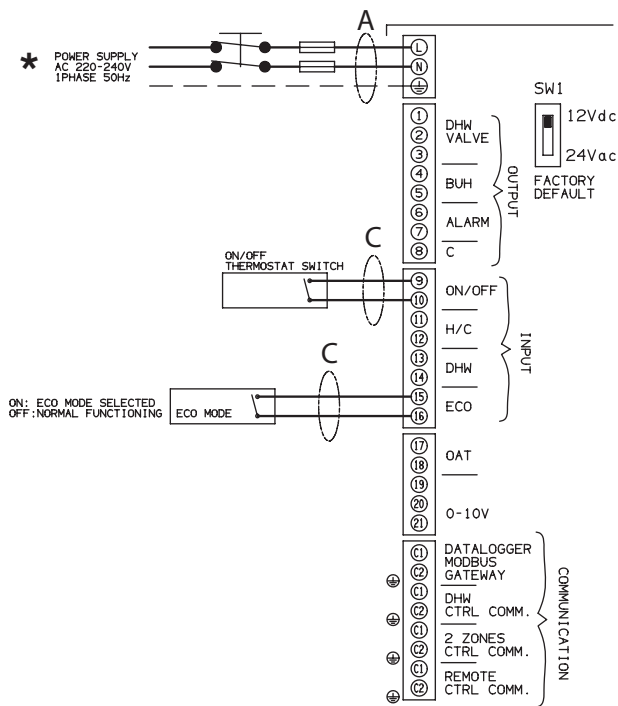 A
*
POWER SUPPLY
AC 220-240V
1PHASE 50Hz
L
N
SW1
12Vdc
24Vac
FACTORY
DEFAULT
1
2
3
DHW
VALVE
4
5
BUH
6
7
ALARM
8
C
OUTPUT
C
ON/OFF
THERMOSTAT SWITCH
9
10
ON/OFF
11
12
H/C
13
14
DHW
15
16
ECO
INPUT
C
ON: ECO MODE SELECTED
OFF:NORMAL FUNCTIONING
ECO MODE
17
18
OAT
19
20
21
0-10V
C1
C2
DATALOGGER
MODBUS
GATEWAY
C1
C2
DHW
CTRL COMM.
C1
C2
2 ZONES
CTRL COMM.
C1
C2
REMOTE
CTRL COMM.
COMMUNICATION